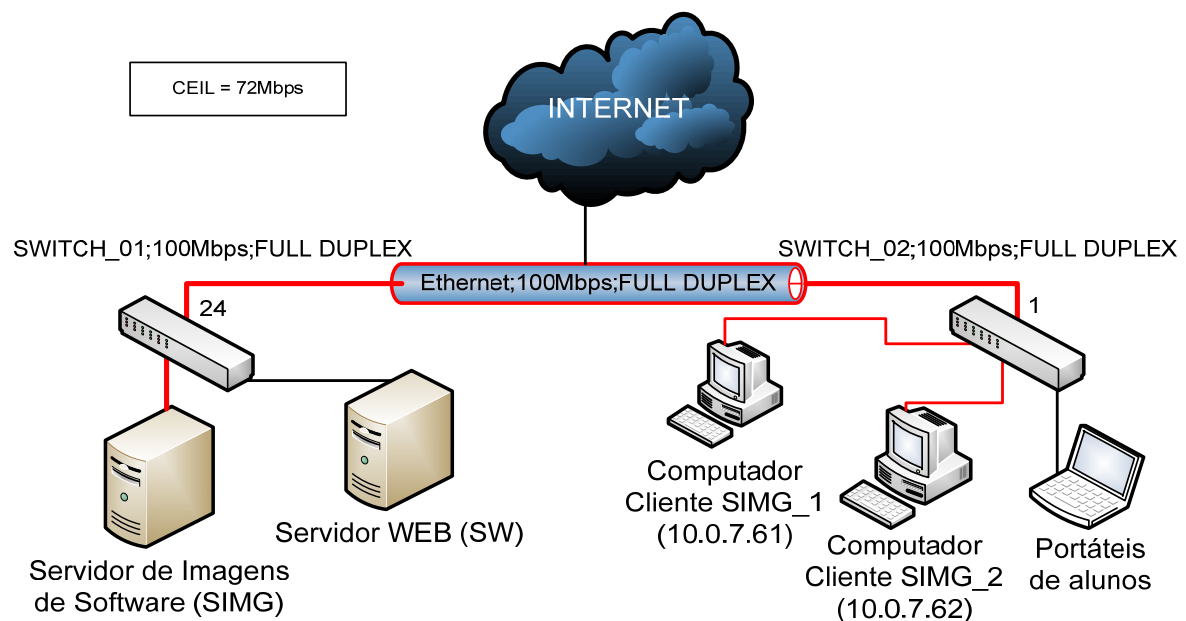 CEIL = 72Mbps
INTERNET
SWITCH_01;100Mbps;FULL DUPLEX
SWITCH_02;100Mbps;FULL DUPLEX
Ethernet;100Mbps;FULL DUPLEX
24
1
Servidor de Imagens
de Software (SIMG)
Servidor WEB (SW)
Computador
Cliente SIMG_1
(10.0.7.61)
Computador
Cliente SIMG_2
(10.0.7.62)
Portáteis
de alunos